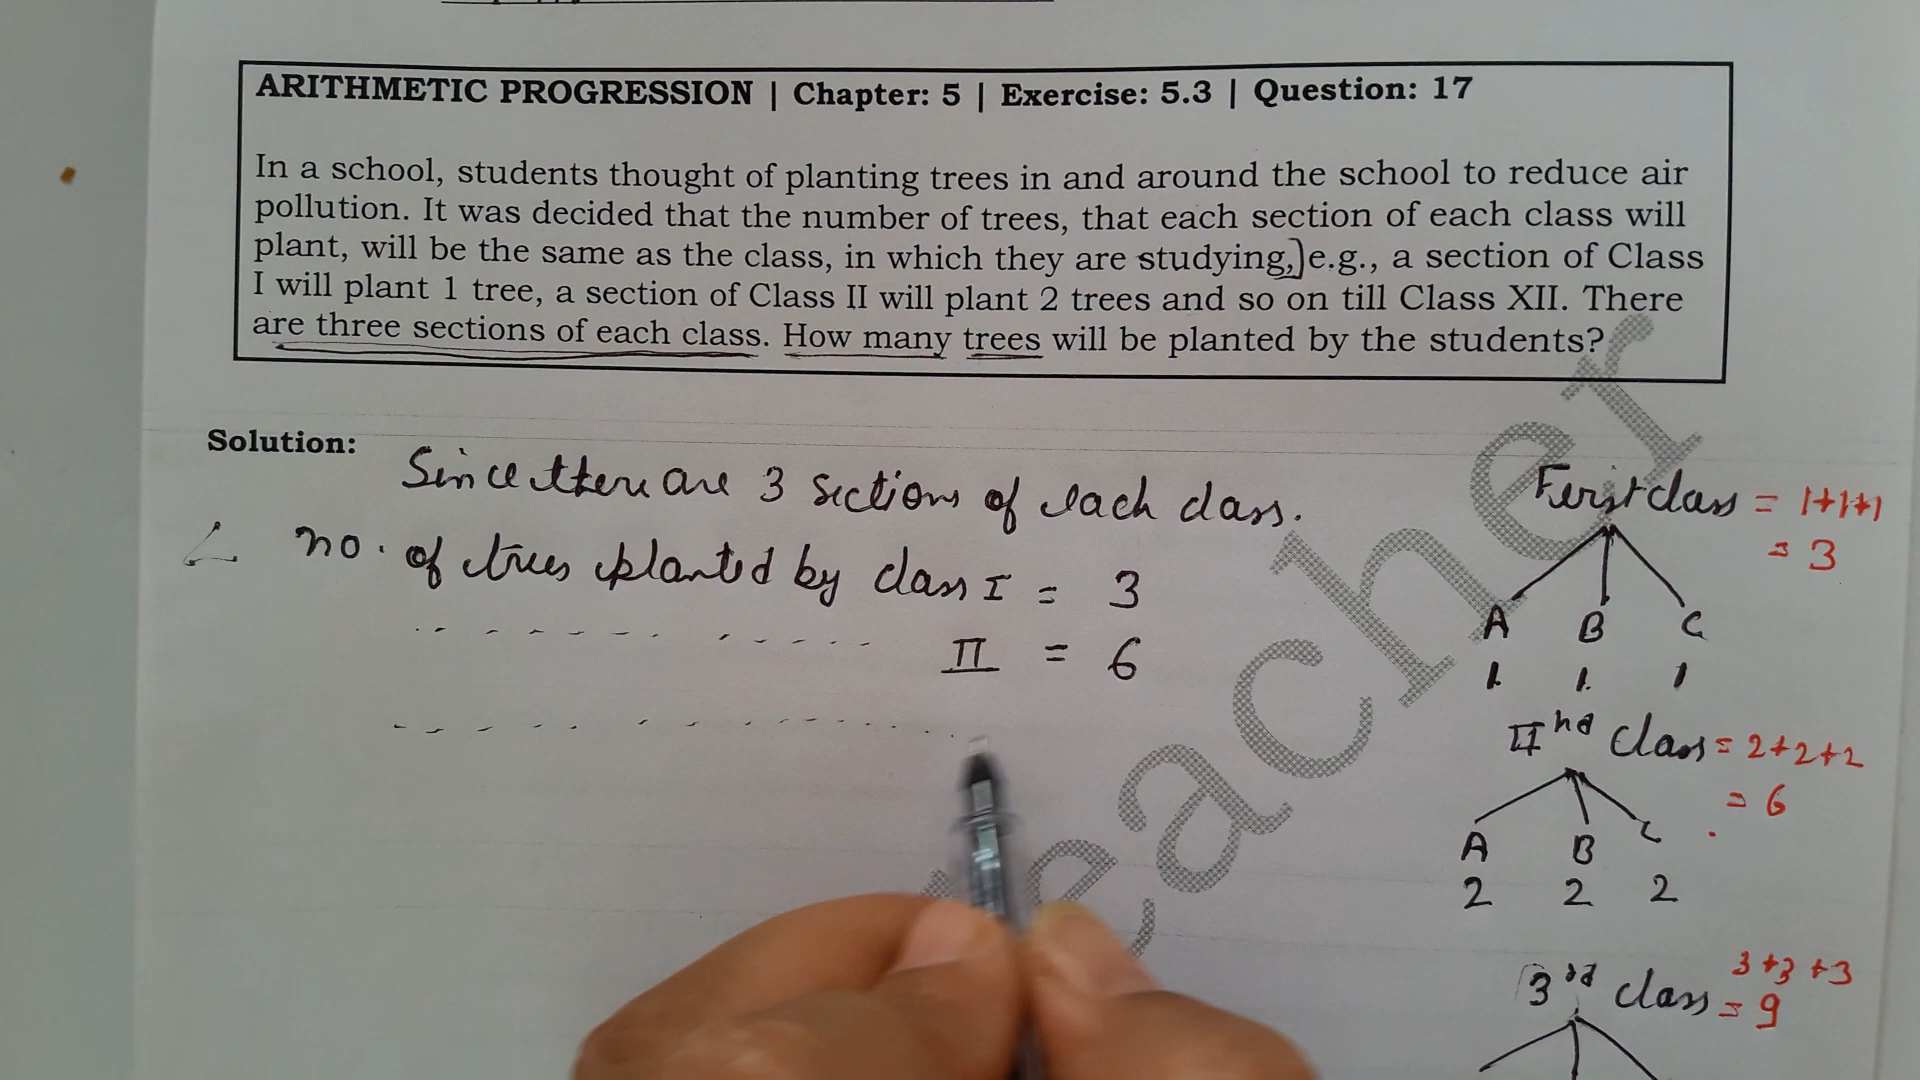 ARITHMETIC PROGRESSION | Chapter: 5 | Exercise: 5.3 | Question: 17
In a school, students thought of planting trees in and around the school to reduce air
pollution. It was decided that the number of trees, that each section of each class will
plant, will be the same as the class, in which they are studying, e.g., a section of Class
I will plant 1 tree, a section of Class II will plant 2 trees and so on till Class XII. There
are three sections of each class. How many trees will be planted by the students?
Solution:
Since there are 3 sections of each class.
no. of trees planted by class I = 3
II = 6
First class = 1+1+1
= 3
A B C
1 1 1
IInd class = 2+2+2
= 6
A B C
2 2 2
3rd class 3+3+3
= 9
teacher